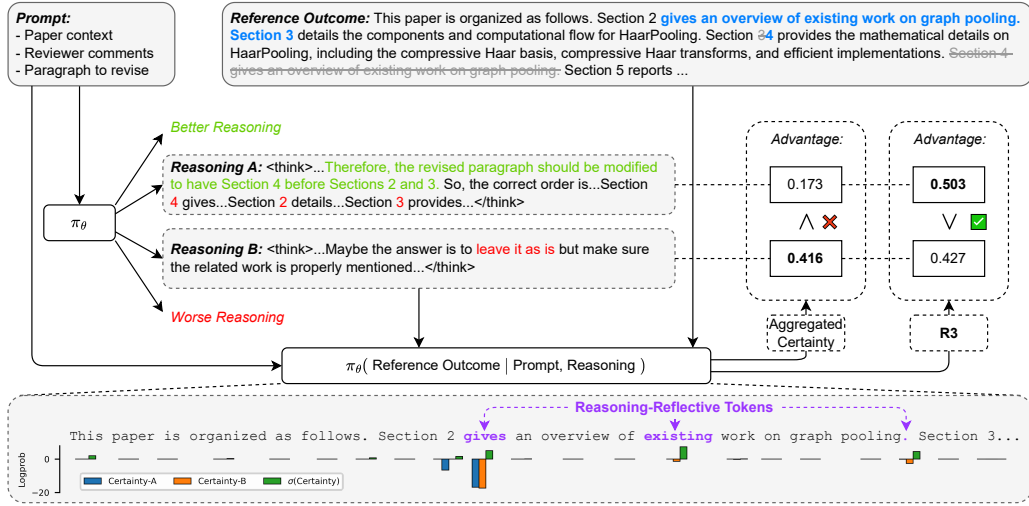 Prompt:
- Paper context
- Reviewer comments
- Paragraph to revise
Reference Outcome: This paper is organized as follows. Section 2 gives an overview of existing work on graph pooling.
Section 3 details the components and computational flow for HaarPooling. Section 34 provides the mathematical details on
HaarPooling, including the compressive Haar basis, compressive Haar transforms, and efficient implementations. Section 4
gives an overview of existing work on graph pooling. Section 5 reports ...
Better Reasoning
Reasoning A: <think>...Therefore, the revised paragraph should be modified
to have Section 4 before Sections 2 and 3. So, the correct order is...Section
4 gives...Section 2 details...Section 3 provides...</think>
πθ
Reasoning B: <think>...Maybe the answer is to leave it as is but make sure
the related work is properly mentioned...</think>
Worse Reasoning
Advantage:
0.173
∧
0.416
Aggregated
Certainty
Advantage:
0.503
∨
0.427
R3
πθ( Reference Outcome | Prompt, Reasoning )
Reasoning-Reflective Tokens
This paper is organized as follows. Section 2 gives an overview of existing work on graph pooling. Section 3...
Logprob
0
−20
Certainty-A
Certainty-B
σ(Certainty)